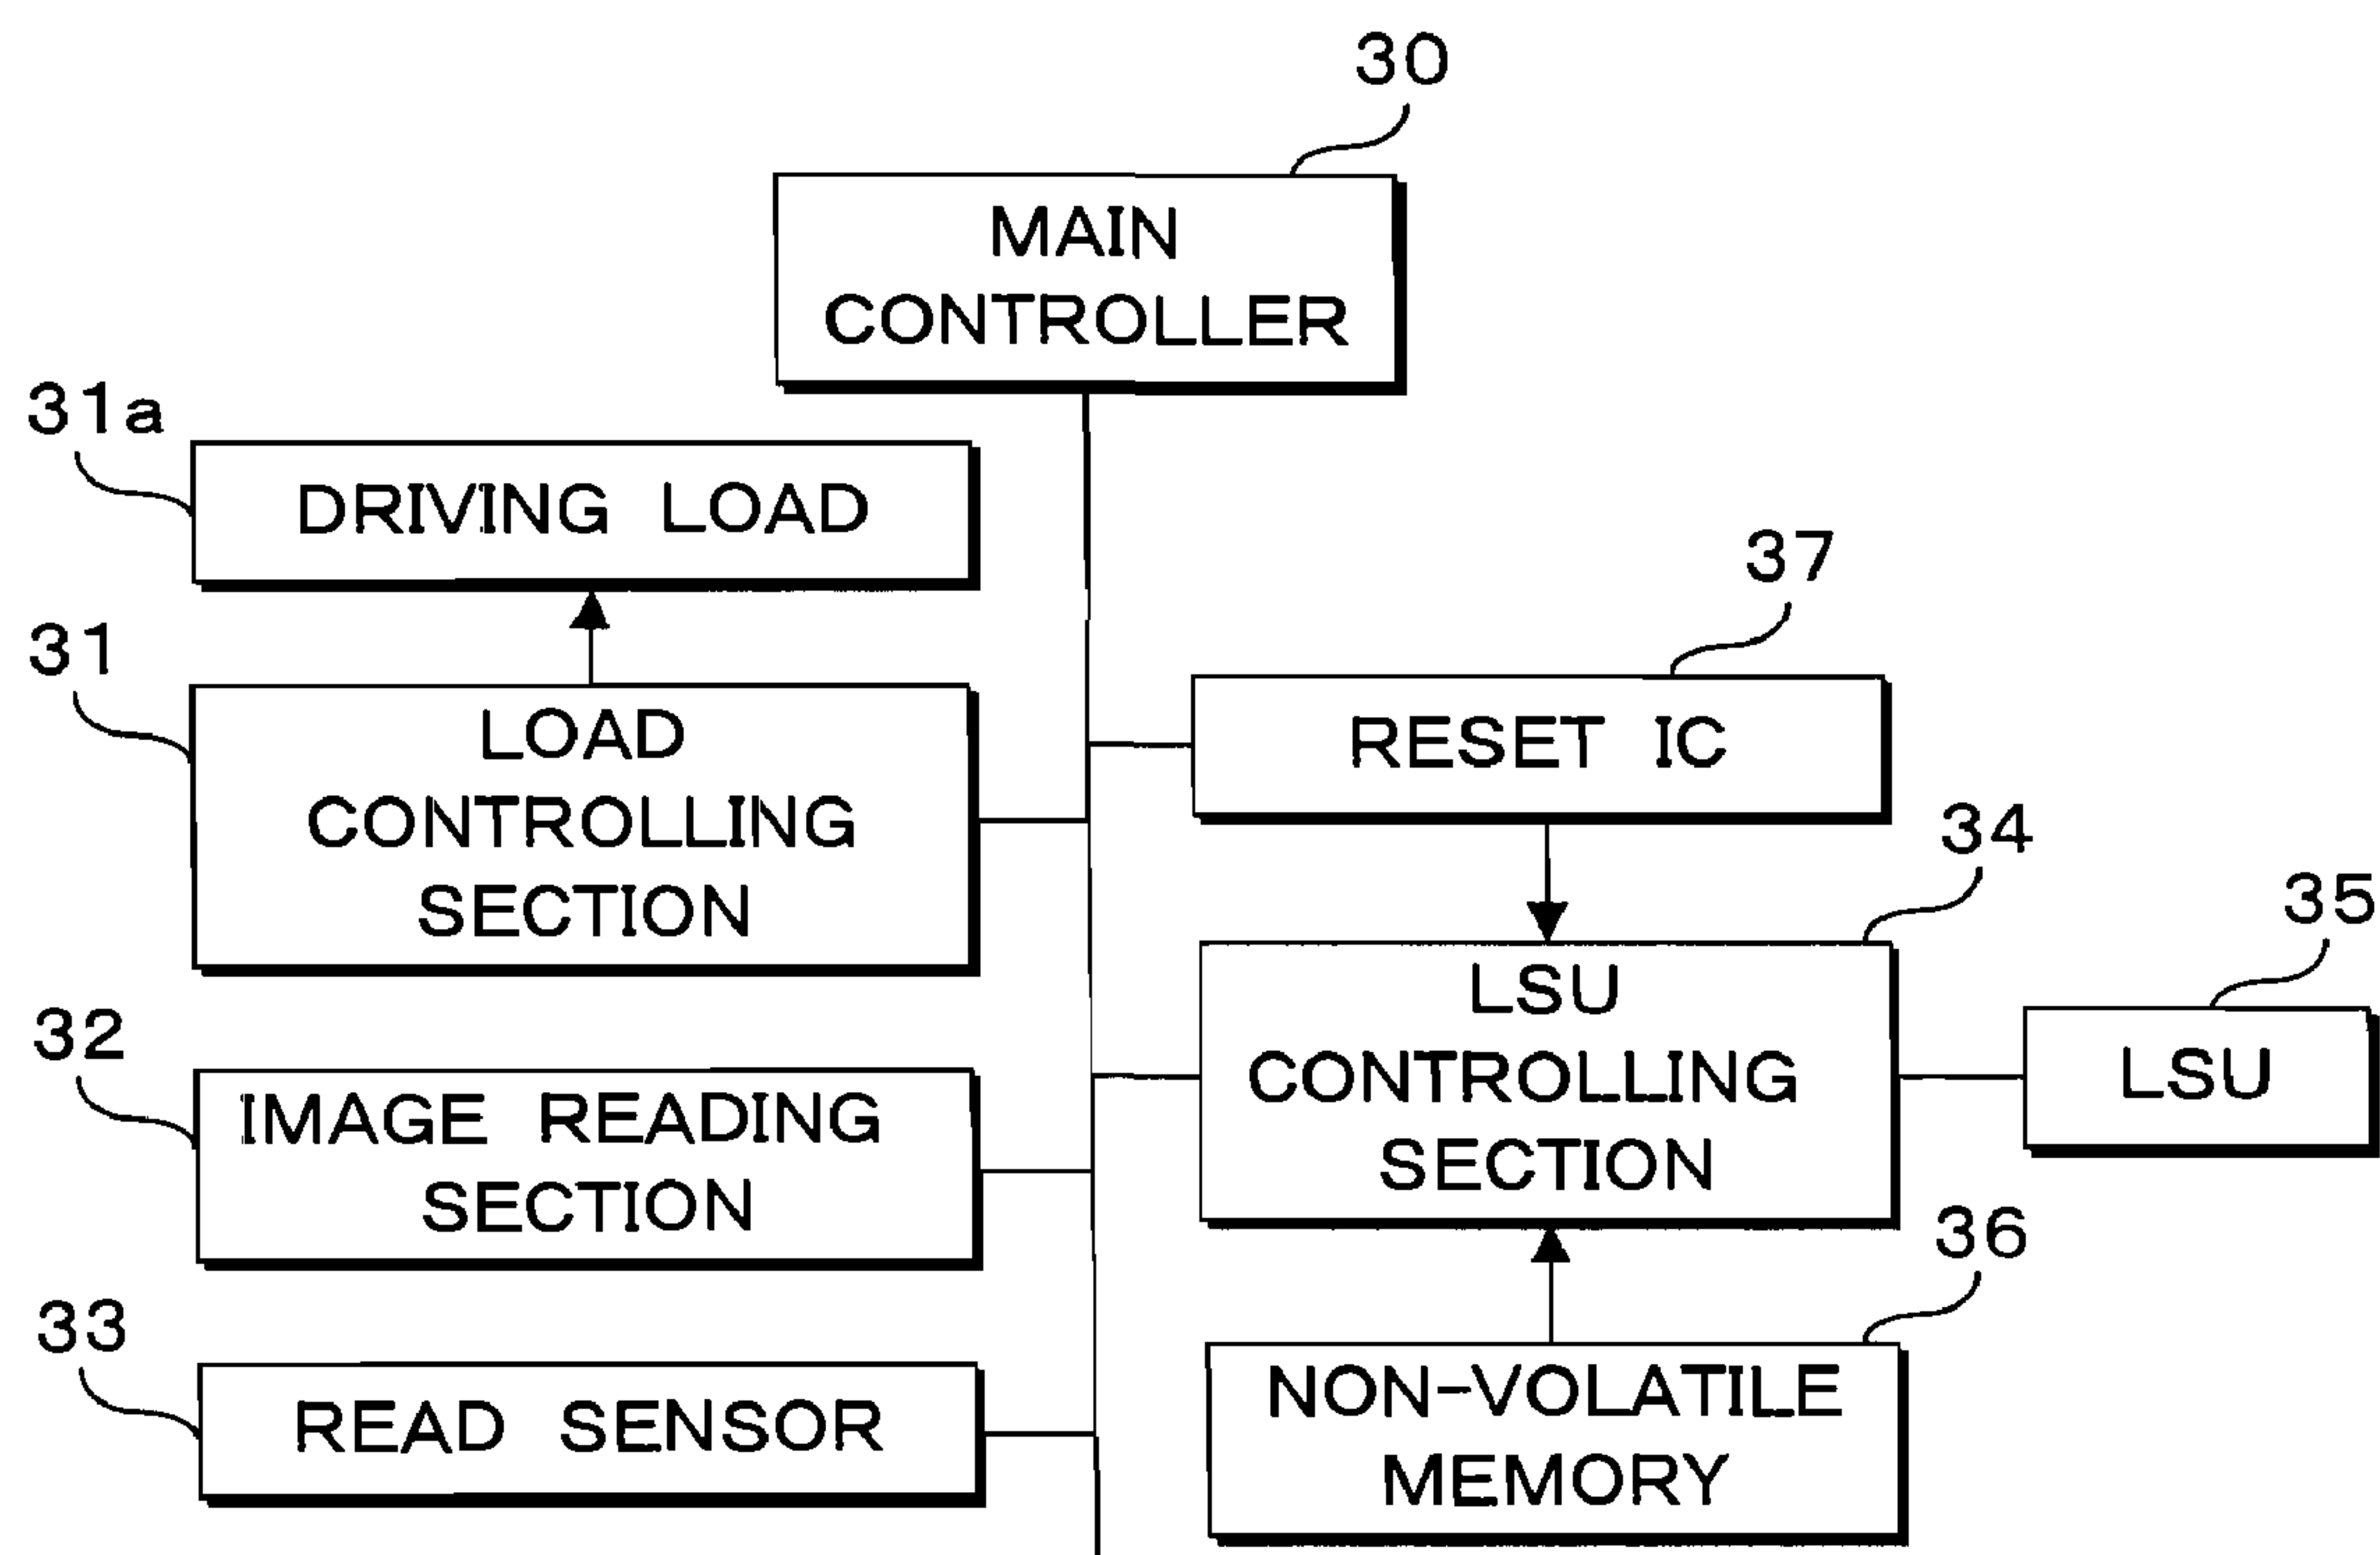 30
MAIN
CONTROLLER
31a
DRIVING LOAD
37
31
RESET IC
LOAD
CONTROLLING
SECTION
34
35
LSU
CONTROLLING
SECTION
LSU
32
IMAGE READING
SECTION
36
33
READ SENSOR
NON-VOLATILE
MEMORY